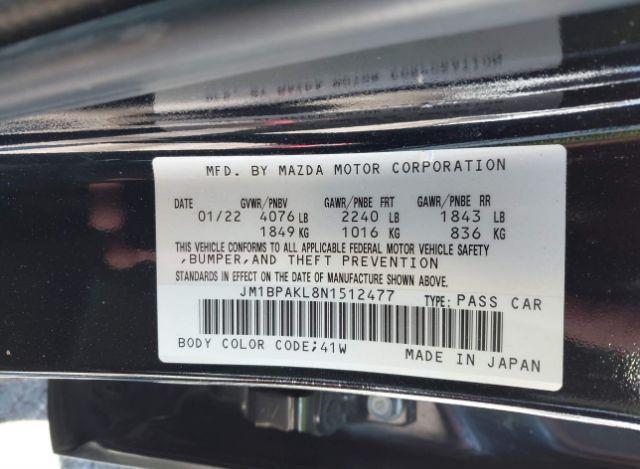 MFD. BY MAZDA MOTOR CORPORATION
DATE GVWR/PNBV GAWR/PNBE FRT GAWR/PNBE RR
01/22 4076 LB 2240 LB 1843 LB
1849 KG 1016 KG 836 KG
THIS VEHICLE CONFORMS TO ALL APPLICABLE FEDERAL MOTOR VEHICLE SAFETY
,BUMPER,AND THEFT PREVENTION
STANDARDS IN EFFECT ON THE DATE OF MANUFACTURE SHOWN ABOVE.
JM1BPAKL8N1512477 TYPE: PASS CAR
BODY COLOR CODE;41W MADE IN JAPAN